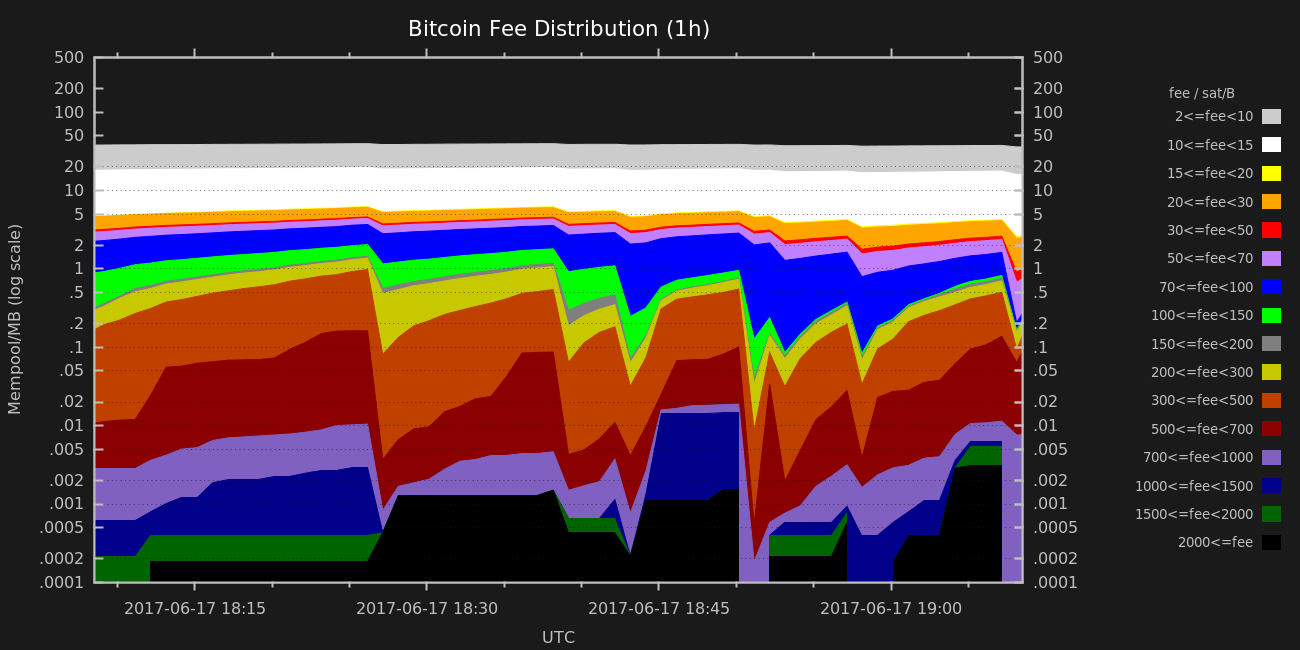 Bitcoin Fee Distribution (1h)
500
200
100
50
20
10
5
2
1
.5
.2
.1
.05
.02
.01
.005
.002
.001
.0005
.0002
.0001
Mempool/MB (log scale)
500
200
100
50
20
10
5
2
1
.5
.2
.1
.05
.02
.01
.005
.002
.001
.0005
.0002
.0001
2017-06-17 18:15
2017-06-17 18:30
2017-06-17 18:45
2017-06-17 19:00
UTC
fee / sat/B
2<=fee<10
10<=fee<15
15<=fee<20
20<=fee<30
30<=fee<50
50<=fee<70
70<=fee<100
100<=fee<150
150<=fee<200
200<=fee<300
300<=fee<500
500<=fee<700
700<=fee<1000
1000<=fee<1500
1500<=fee<2000
2000<=fee